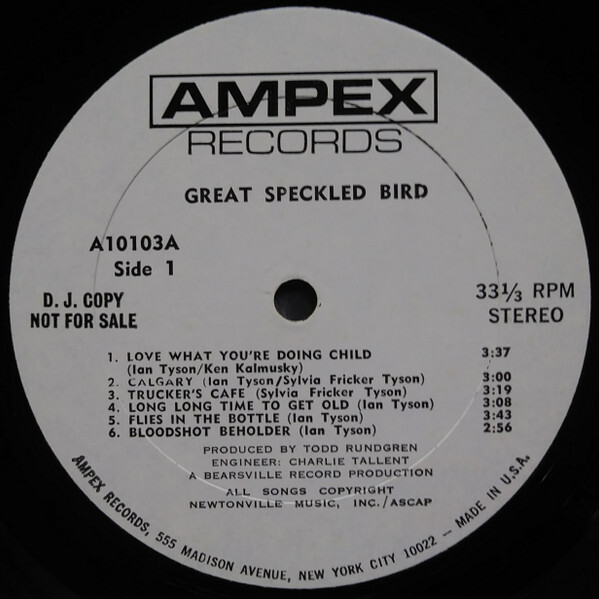 AMPEX
RECORDS
GREAT SPECKLED BIRD
A10103A
Side 1
D. J. COPY
NOT FOR SALE
33 1/3 RPM
STEREO
1. LOVE WHAT YOU'RE DOING CHILD 3:37
(Ian Tyson/Ken Kalmusky)
2. CALGARY (Ian Tyson/Sylvia Fricker Tyson) 3:00
3. TRUCKER'S CAFE (Sylvia Fricker Tyson) 3:19
4. LONG LONG TIME TO GET OLD (Ian Tyson) 3:08
5. FLIES IN THE BOTTLE (Ian Tyson) 3:43
6. BLOODSHOT BEHOLDER (Ian Tyson) 2:56
PRODUCED BY TODD RUNDGREN
ENGINEER: CHARLIE TALLENT
A BEARSVILLE RECORD PRODUCTION
ALL SONGS COPYRIGHT
NEWTONVILLE MUSIC, INC./ASCAP
AMPEX RECORDS, 555 MADISON AVENUE, NEW YORK CITY 10022 — MADE IN U.S.A.